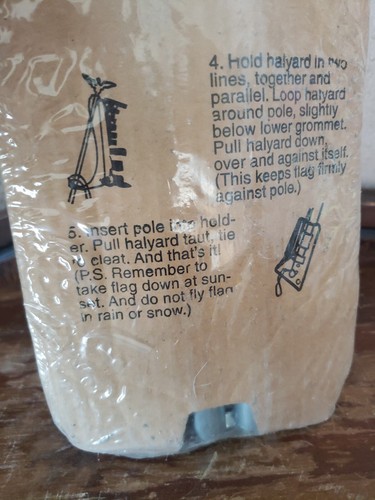 4. Hold halyard in two
lines, together and
parallel. Loop halyard
around pole, slightly
below lower grommet.
Pull halyard down,
over and against itself.
(This keeps flag firmly
against pole.)
5. Insert pole into hold-
er. Pull halyard taut, tie
to cleat. And that's it!
(P.S. Remember to
take flag down at sun-
set. And do not fly flag
in rain or snow.)